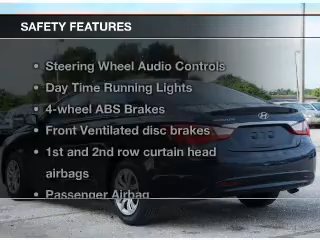 SAFETY FEATURES
• Steering Wheel Audio Controls
• Day Time Running Lights
• 4-wheel ABS Brakes
• Front Ventilated disc brakes
• 1st and 2nd row curtain head
airbags
• Passenger Airbag